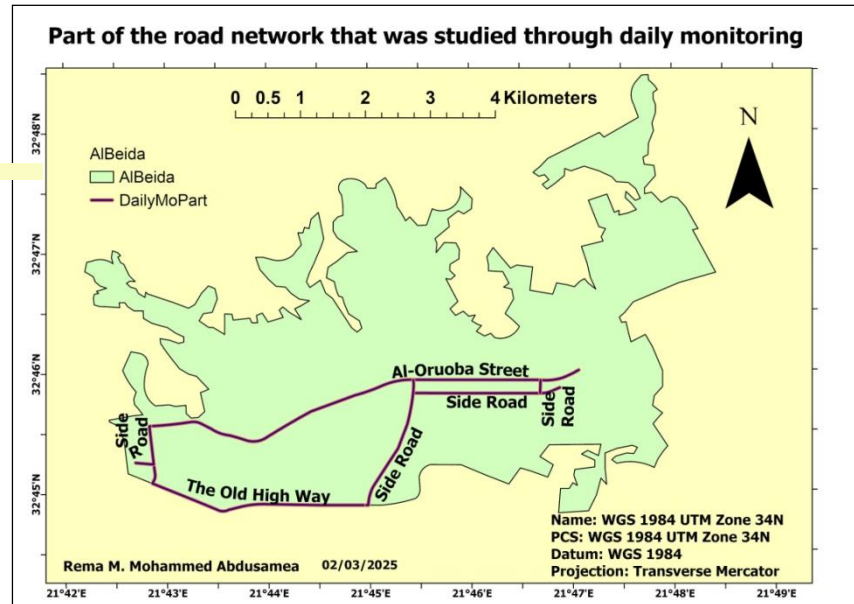 Part of the road network that was studied through daily monitoring
0 0.5 1 2 3 4 Kilometers
N
AlBeida
AlBeida
DailyMoPart
32°48'N
32°47'N
32°46'N
32°45'N
Al-Oruoba Street
Side Road
Side
Road
Side
Road
Side Road
The Old High Way
Name: WGS 1984 UTM Zone 34N
PCS: WGS 1984 UTM Zone 34N
Datum: WGS 1984
Projection: Transverse Mercator
Rema M. Mohammed Abdusamea 02/03/2025
21°42'E 21°43'E 21°44'E 21°45'E 21°46'E 21°47'E 21°48'E 21°49'E